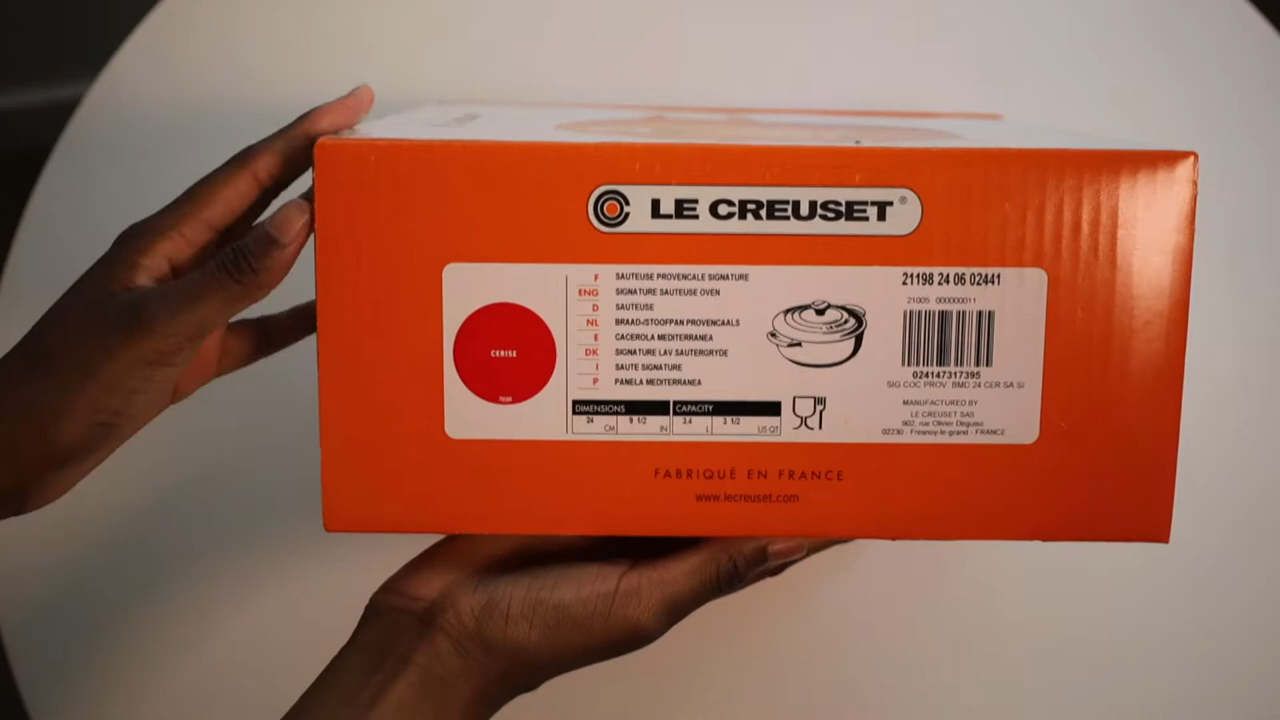 LE CREUSET ®
F SAUTEUSE PROVENCALE SIGNATURE
ENG SIGNATURE SAUTEUSE OVEN
D SAUTEUSE
NL BRAAD-/STOOFPAN PROVENCAALS
E CACEROLA MEDITERRANEA
DK SIGNATURE LAV SAUTERGRYDE
I SAUTE SIGNATURE
P PANELA MEDITERRANEA
CERISE
DIMENSIONS CAPACITY
24 CM 9 1/2 IN 3.4 L 3 1/2 US QT
LE CREUSET
21198 24 06 02441
21005 000000011
024147317395
SIG COC PROV. BMD 24 CER SA SI
MANUFACTURED BY
LE CREUSET SAS
902, rue Olivier Deguise
02230 - Fresnoy-le-grand - FRANCE
FABRIQUÉ EN FRANCE
www.lecreuset.com